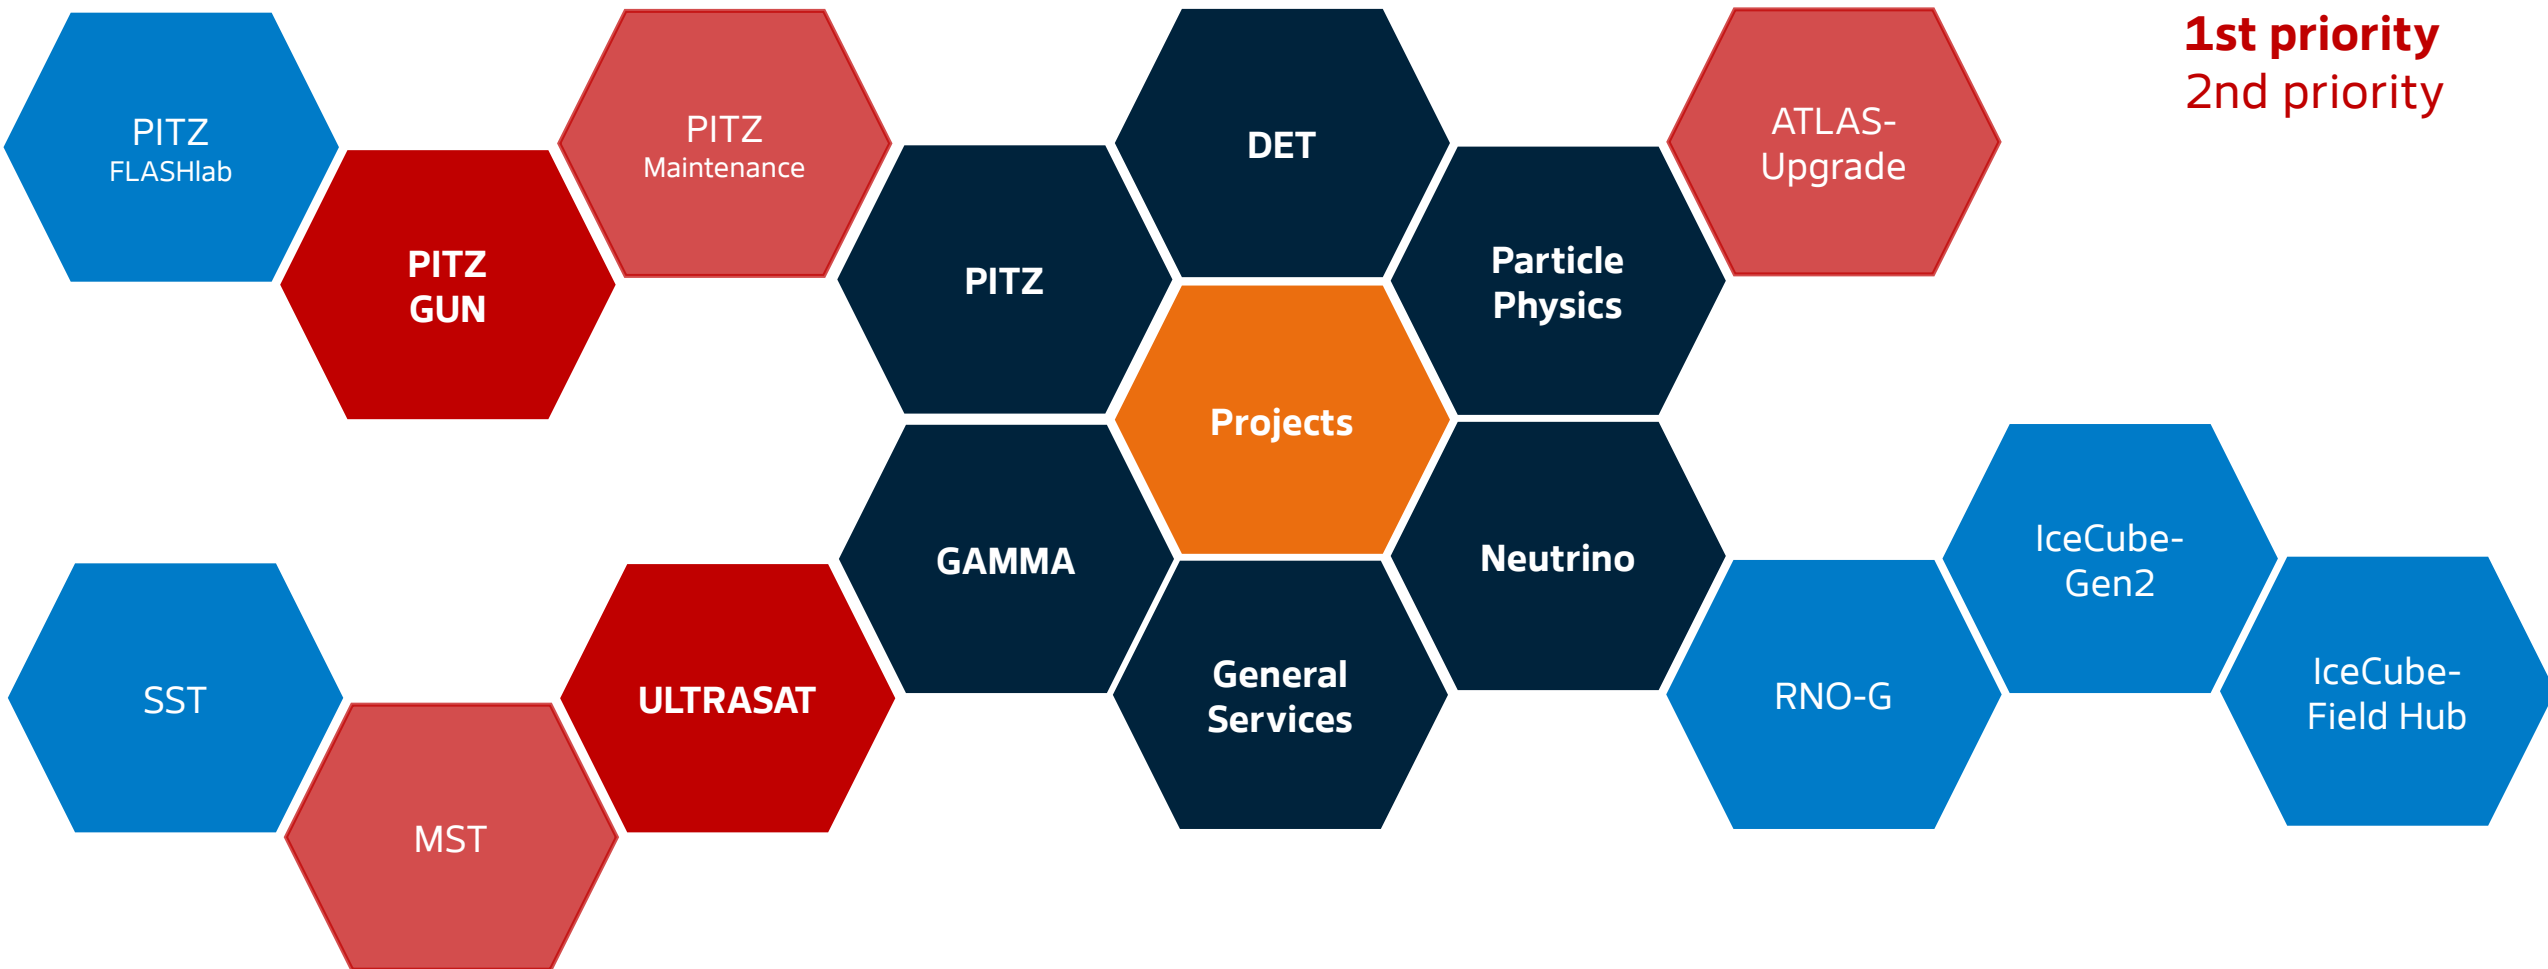 1st priority
2nd priority
PITZ
FLASHlab
PITZ
GUN
PITZ
Maintenance
PITZ
DET
Particle
Physics
ATLAS-
Upgrade
Projects
GAMMA
General
Services
Neutrino
SST
MST
ULTRASAT
RNO-G
IceCube-
Gen2
IceCube-
Field Hub